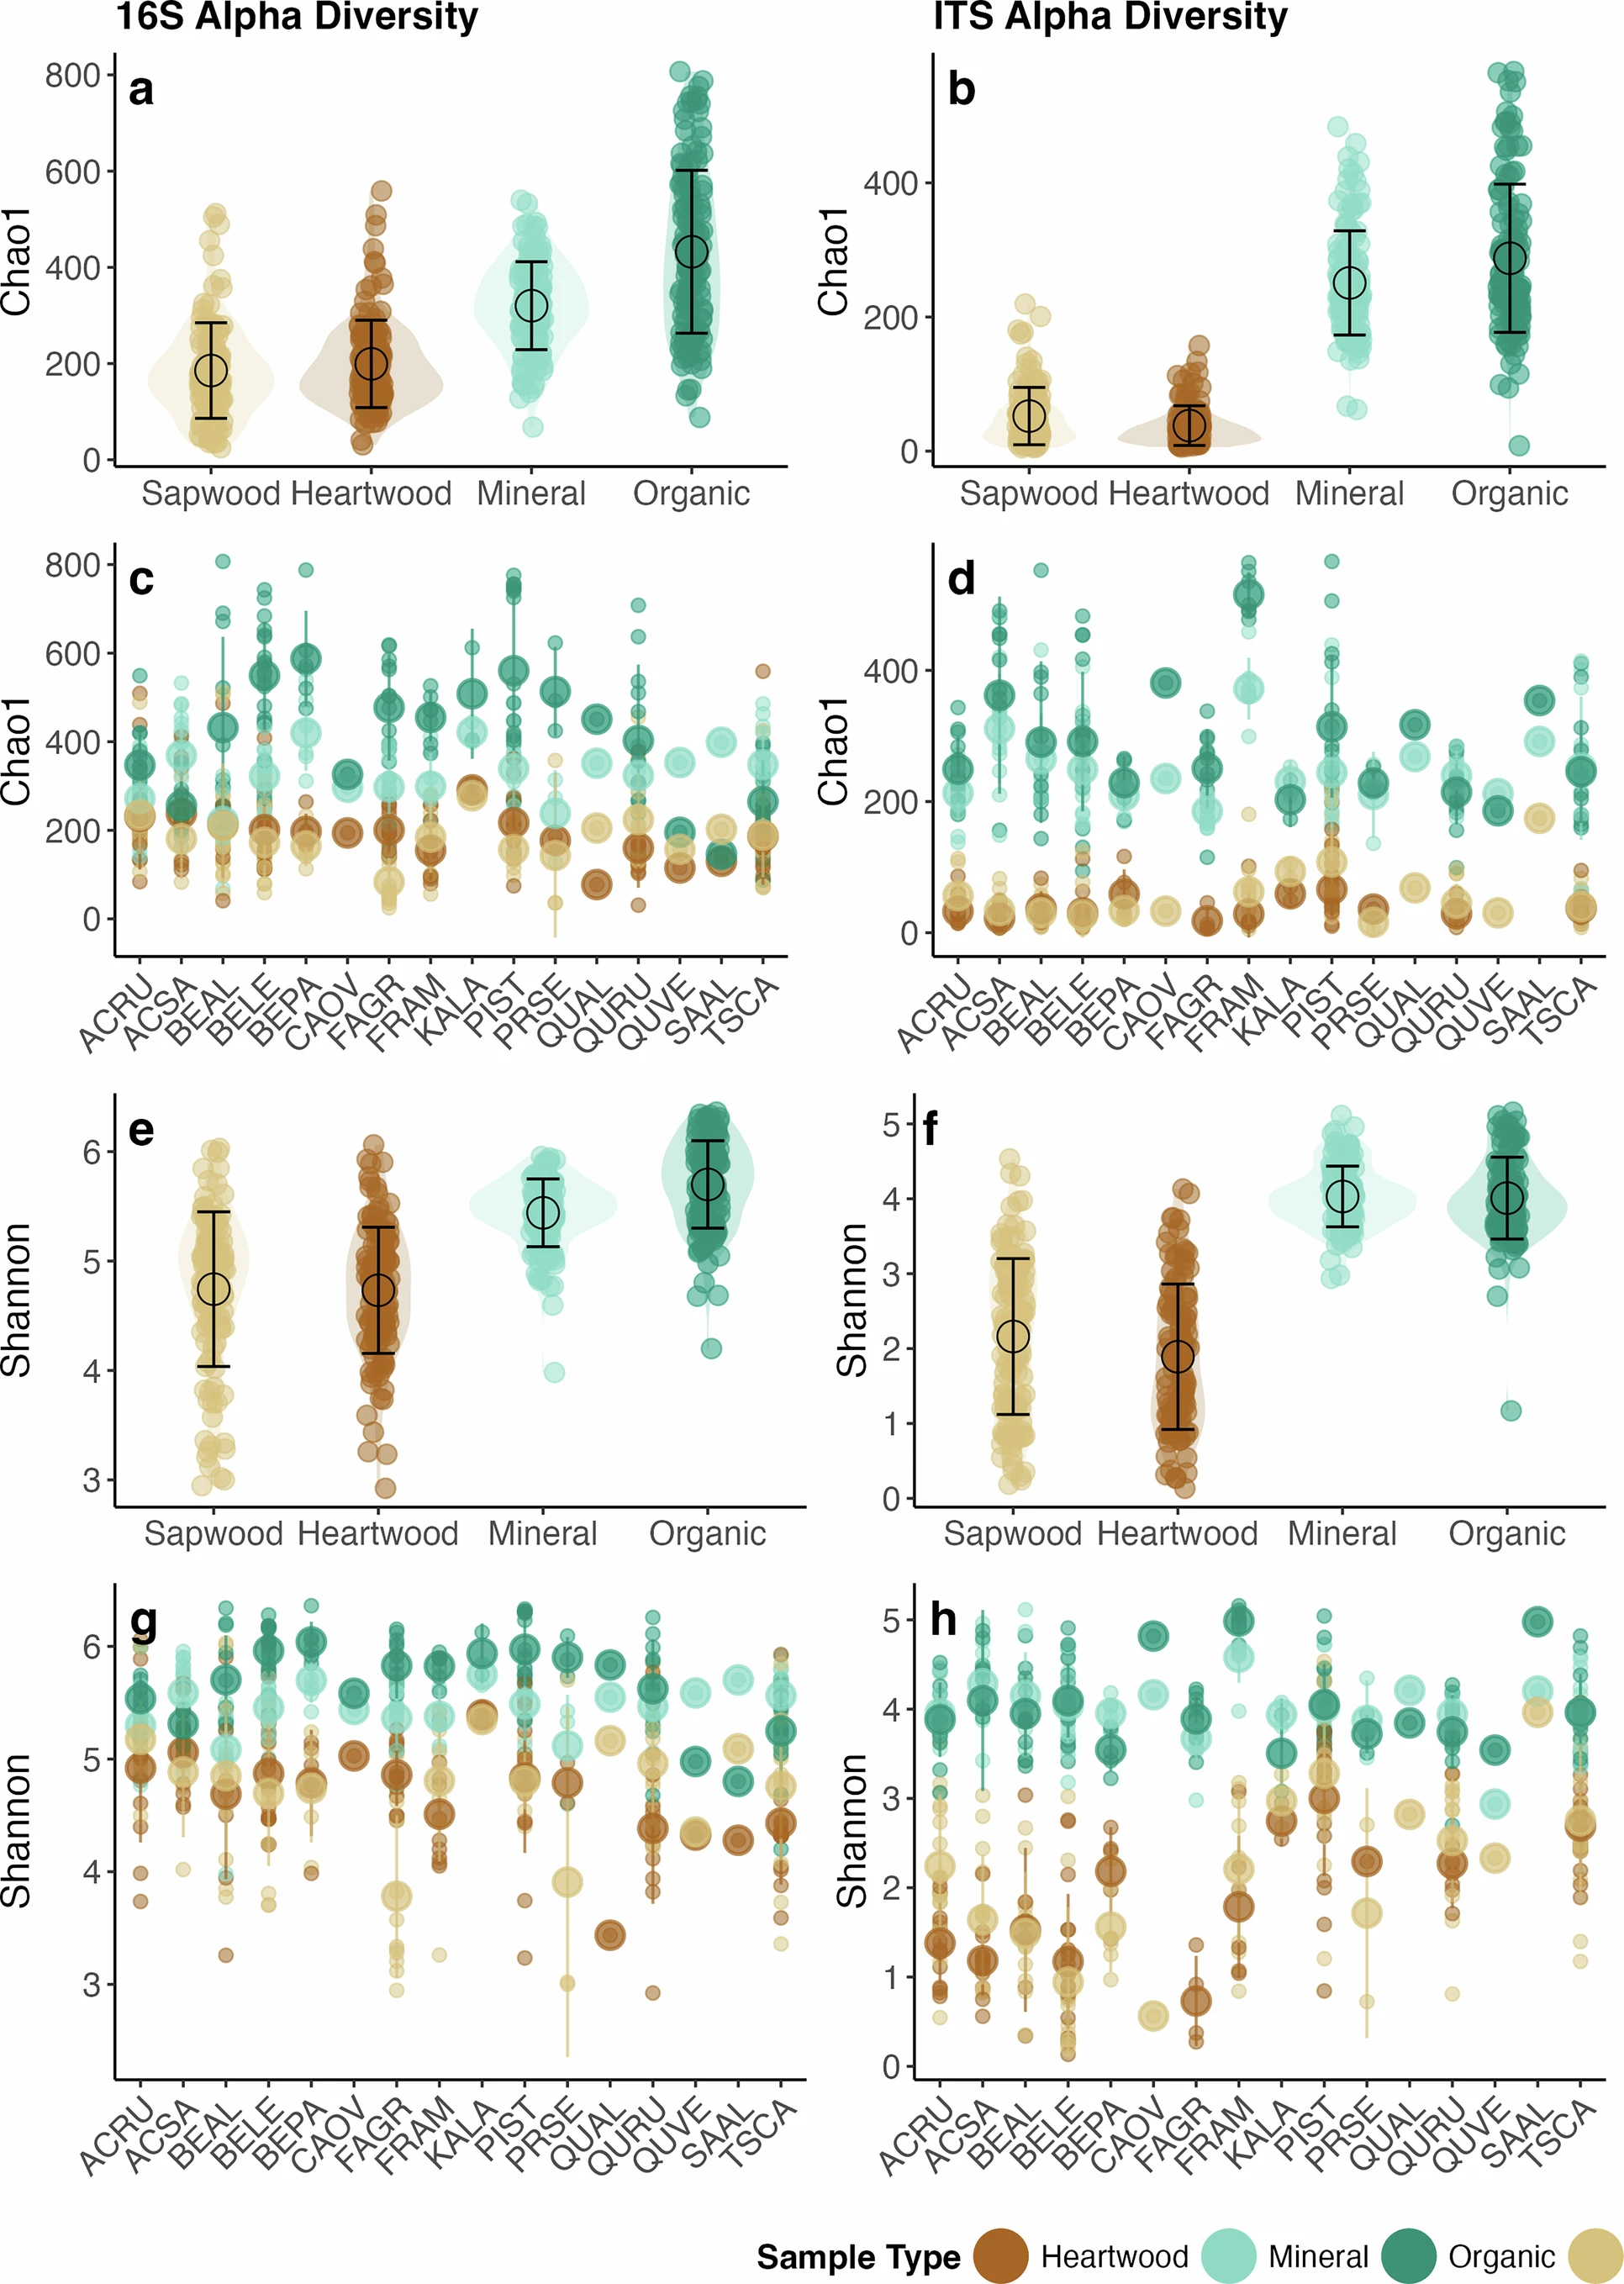 16S Alpha Diversity
ITS Alpha Diversity
a
Chao1
800
600
400
200
0
Sapwood Heartwood Mineral Organic
b
Chao1
400
200
0
Sapwood Heartwood Mineral Organic
c
Chao1
800
600
400
200
0
ACRU ACSA BEAL BELE BEPA CAOV FAGR FRAM KALA PIST PRSE QUAL QURU QUVE SAAL TSCA
d
Chao1
400
200
0
ACRU ACSA BEAL BELE BEPA CAOV FAGR FRAM KALA PIST PRSE QUAL QURU QUVE SAAL TSCA
e
Shannon
6
5
4
3
Sapwood Heartwood Mineral Organic
f
Shannon
5
4
3
2
1
0
Sapwood Heartwood Mineral Organic
g
Shannon
6
5
4
3
ACRU ACSA BEAL BELE BEPA CAOV FAGR FRAM KALA PIST PRSE QUAL QURU QUVE SAAL TSCA
h
Shannon
5
4
3
2
1
0
ACRU ACSA BEAL BELE BEPA CAOV FAGR FRAM KALA PIST PRSE QUAL QURU QUVE SAAL TSCA
Sample Type Heartwood Mineral Organic